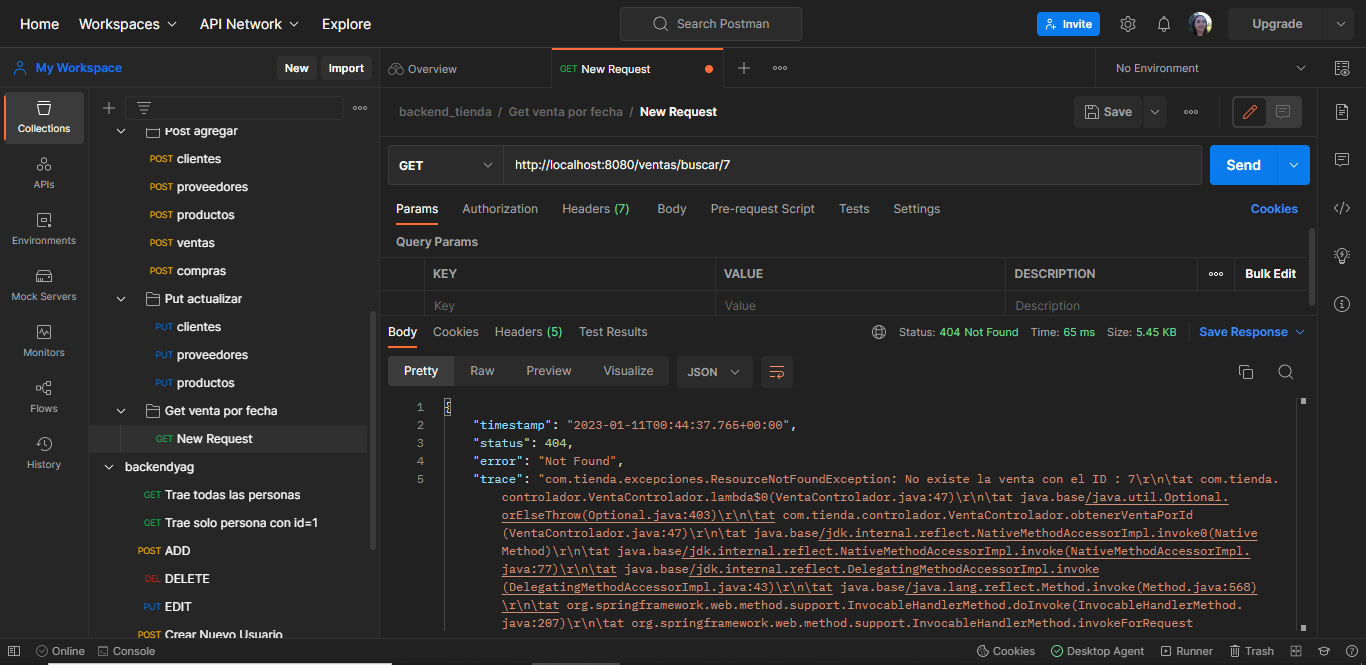 Home Workspaces API Network Explore Search Postman Invite Upgrade
My Workspace New Import GET New Request Overview No Environment
Collections
APIs
Environments
Mock Servers
Monitors
Flows
History
Post agregar
POST clientes
POST proveedores
POST productos
POST ventas
POST compras
Put actualizar
PUT clientes
PUT proveedores
PUT productos
Get venta por fecha
GET New Request
backendyag
GET Trae todas las personas
GET Trae solo persona con id=1
POST ADD
DEL DELETE
PUT EDIT
POST Crear Nuevo Usuario
backend_tienda / Get venta por fecha / New Request Save
GET http://localhost:8080/ventas/buscar/7 Send
Params Authorization Headers (7) Body Pre-request Script Tests Settings Cookies
Query Params
KEY VALUE DESCRIPTION Bulk Edit
Key Value Description
Body Cookies Headers (5) Test Results Status: 404 Not Found Time: 65 ms Size: 5.45 KB Save Response
Pretty Raw Preview Visualize JSON
1 {
2 "timestamp": "2023-01-11T00:44:37.765+00:00",
3 "status": 404,
4 "error": "Not Found",
5 "trace": "com.tienda.excepciones.ResourceNotFoundException: No existe la venta con el ID : 7\r\n\tat com.tienda.
controlador.VentaControlador.lambda$0(VentaControlador.java:47)\r\n\tat java.base/java.util.Optional.
orElseThrow(Optional.java:403)\r\n\tat com.tienda.controlador.VentaControlador.obtenerVentaPorId
(VentaControlador.java:47)\r\n\tat java.base/jdk.internal.reflect.NativeMethodAccessorImpl.invoke0(Native
Method)\r\n\tat java.base/jdk.internal.reflect.NativeMethodAccessorImpl.invoke(NativeMethodAccessorImpl.
java:77)\r\n\tat java.base/jdk.internal.reflect.DelegatingMethodAccessorImpl.invoke
(DelegatingMethodAccessorImpl.java:43)\r\n\tat java.base/java.lang.reflect.Method.invoke(Method.java:568)
\r\n\tat org.springframework.web.method.support.InvocableHandlerMethod.doInvoke(InvocableHandlerMethod.
java:207)\r\n\tat org.springframework.web.method.support.InvocableHandlerMethod.invokeForRequest
Online Console Cookies Desktop Agent Runner Trash